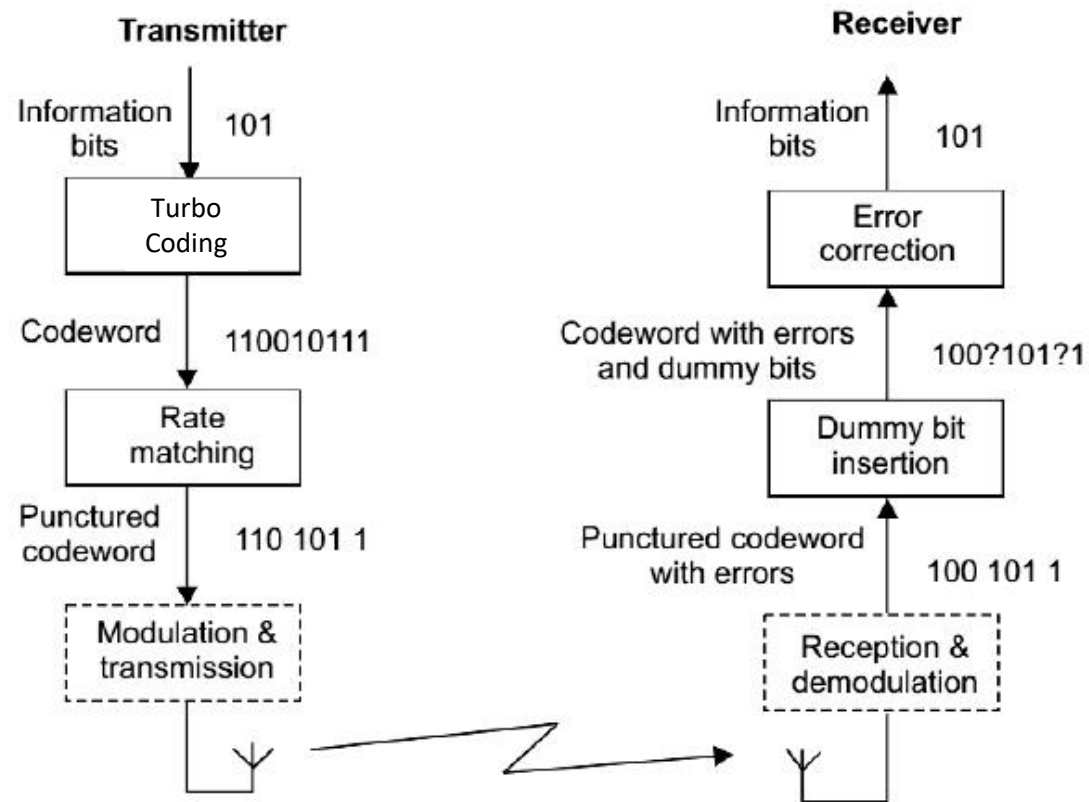 Transmitter
Information
bits
101
Turbo
Coding
Codeword
110010111
Rate
matching
Punctured
codeword
110 101 1
Modulation &
transmission
Receiver
Information
bits
101
Error
correction
Codeword with errors
and dummy bits
100?101?1
Dummy bit
insertion
Punctured codeword
with errors
100 101 1
Reception &
demodulation